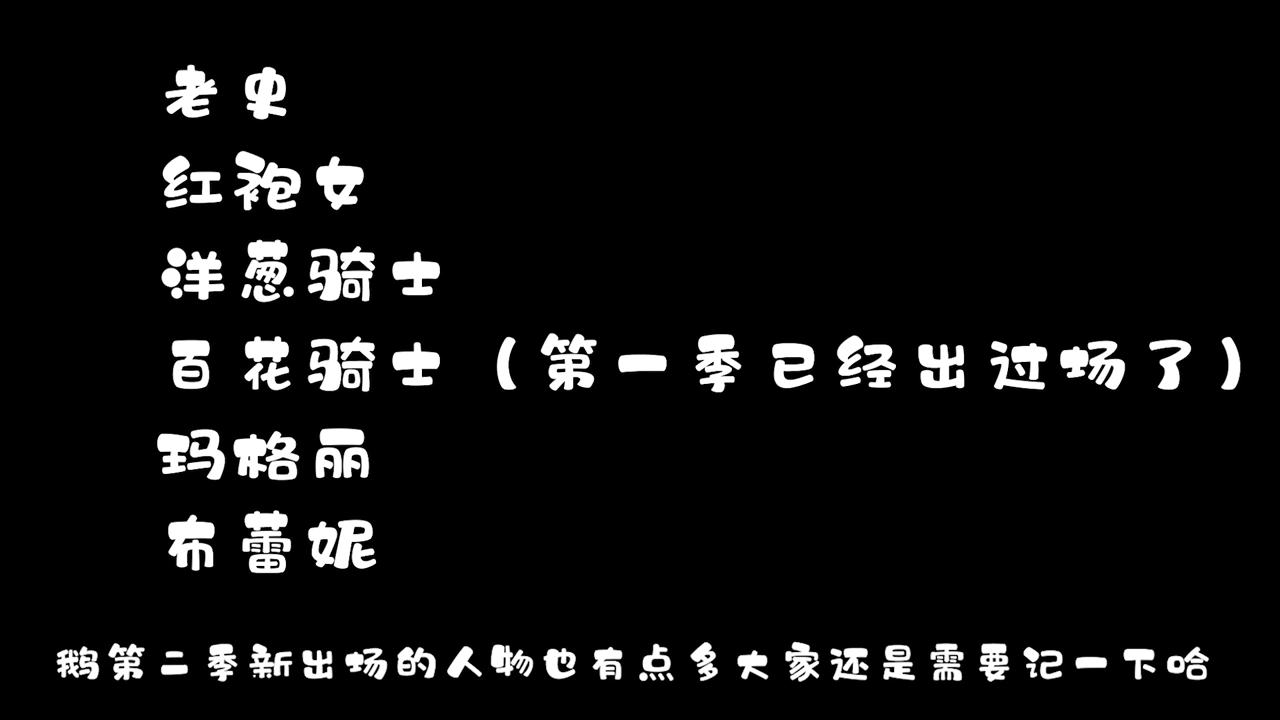 老史
红袍女
洋葱骑士
百花骑士（第一季已经出过场了）
玛格丽
布蕾妮
鹅第二季新出场的人物也有点多大家还是需要记一下哈